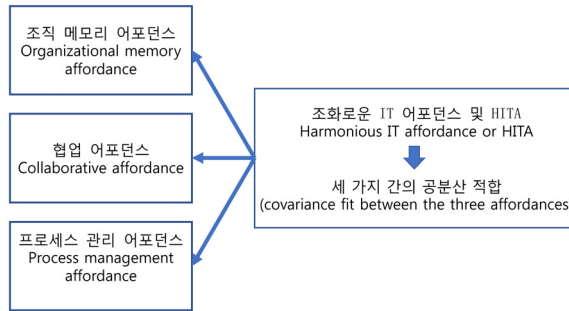 조직 메모리 어포던스
Organizational memory
affordance
협업 어포던스
Collaborative affordance
프로세스 관리 어포던스
Process management
affordance
조화로운 IT 어포던스 및 HITA
Harmonious IT affordance or HITA
세 가지 간의 공분산 적합
(covariance fit between the three affordances